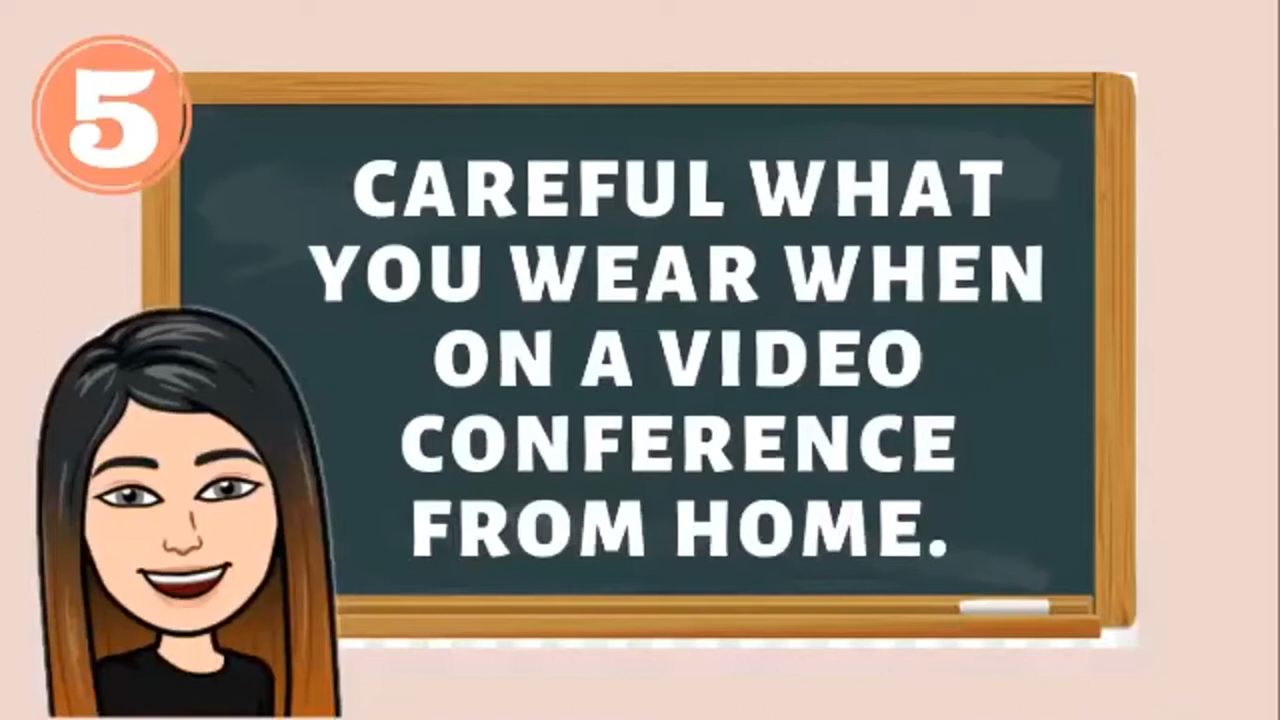 5
CAREFUL WHAT
YOU WEAR WHEN
ON A VIDEO
CONFERENCE
FROM HOME.